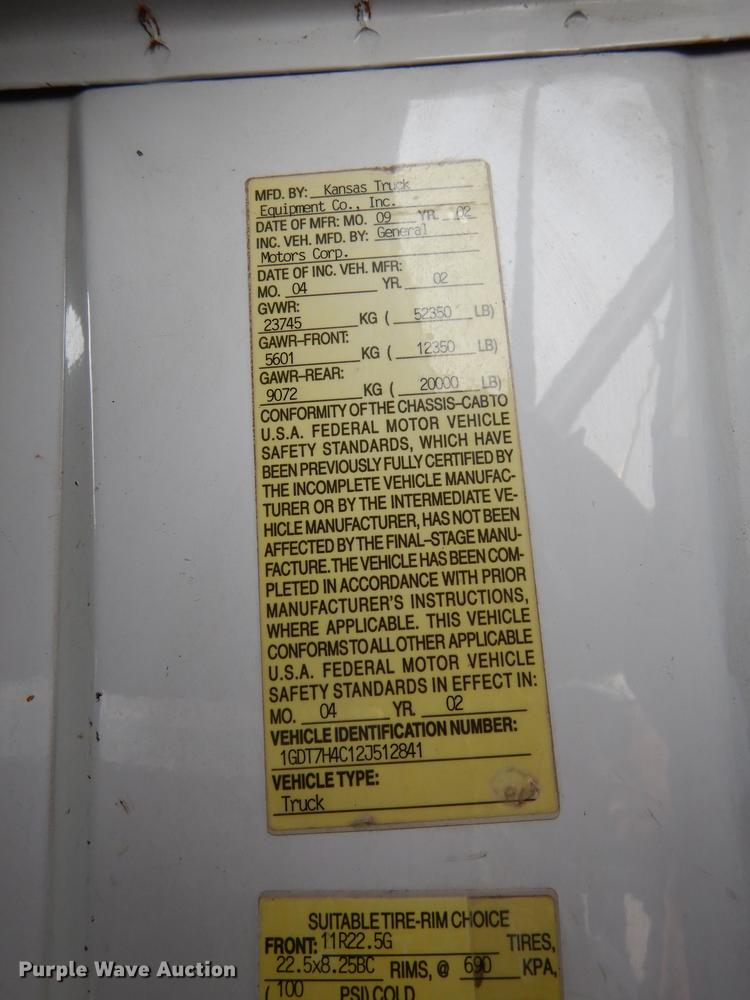 MFD. BY: Kansas Truck
Equipment Co., Inc.
DATE OF MFR: MO. 09 YR. 02
INC. VEH. MFD. BY: General
Motors Corp.
DATE OF INC. VEH. MFR:
MO. 04 YR. 02
GVWR:
23745 KG ( 52350 LB)
GAWR-FRONT:
5601 KG ( 12350 LB)
GAWR-REAR:
9072 KG ( 20000 LB)
CONFORMITY OF THE CHASSIS-CAB TO
U.S.A. FEDERAL MOTOR VEHICLE
SAFETY STANDARDS, WHICH HAVE
BEEN PREVIOUSLY FULLY CERTIFIED BY
THE INCOMPLETE VEHICLE MANUFAC-
TURER OR BY THE INTERMEDIATE VE-
HICLE MANUFACTURER, HAS NOT BEEN
AFFECTED BY THE FINAL-STAGE MANU-
FACTURE. THE VEHICLE HAS BEEN COM-
PLETED IN ACCORDANCE WITH PRIOR
MANUFACTURER'S INSTRUCTIONS,
WHERE APPLICABLE. THIS VEHICLE
CONFORMS TO ALL OTHER APPLICABLE
U.S.A. FEDERAL MOTOR VEHICLE
SAFETY STANDARDS IN EFFECT IN:
MO. 04 YR. 02
VEHICLE IDENTIFICATION NUMBER:
1GDT7H4C12J512841
VEHICLE TYPE:
Truck
SUITABLE TIRE-RIM CHOICE
FRONT: 11R22.5G TIRES,
22.5x8.25BC RIMS, @ 690 KPA,
( 100 PSI) COLD
Purple Wave Auction